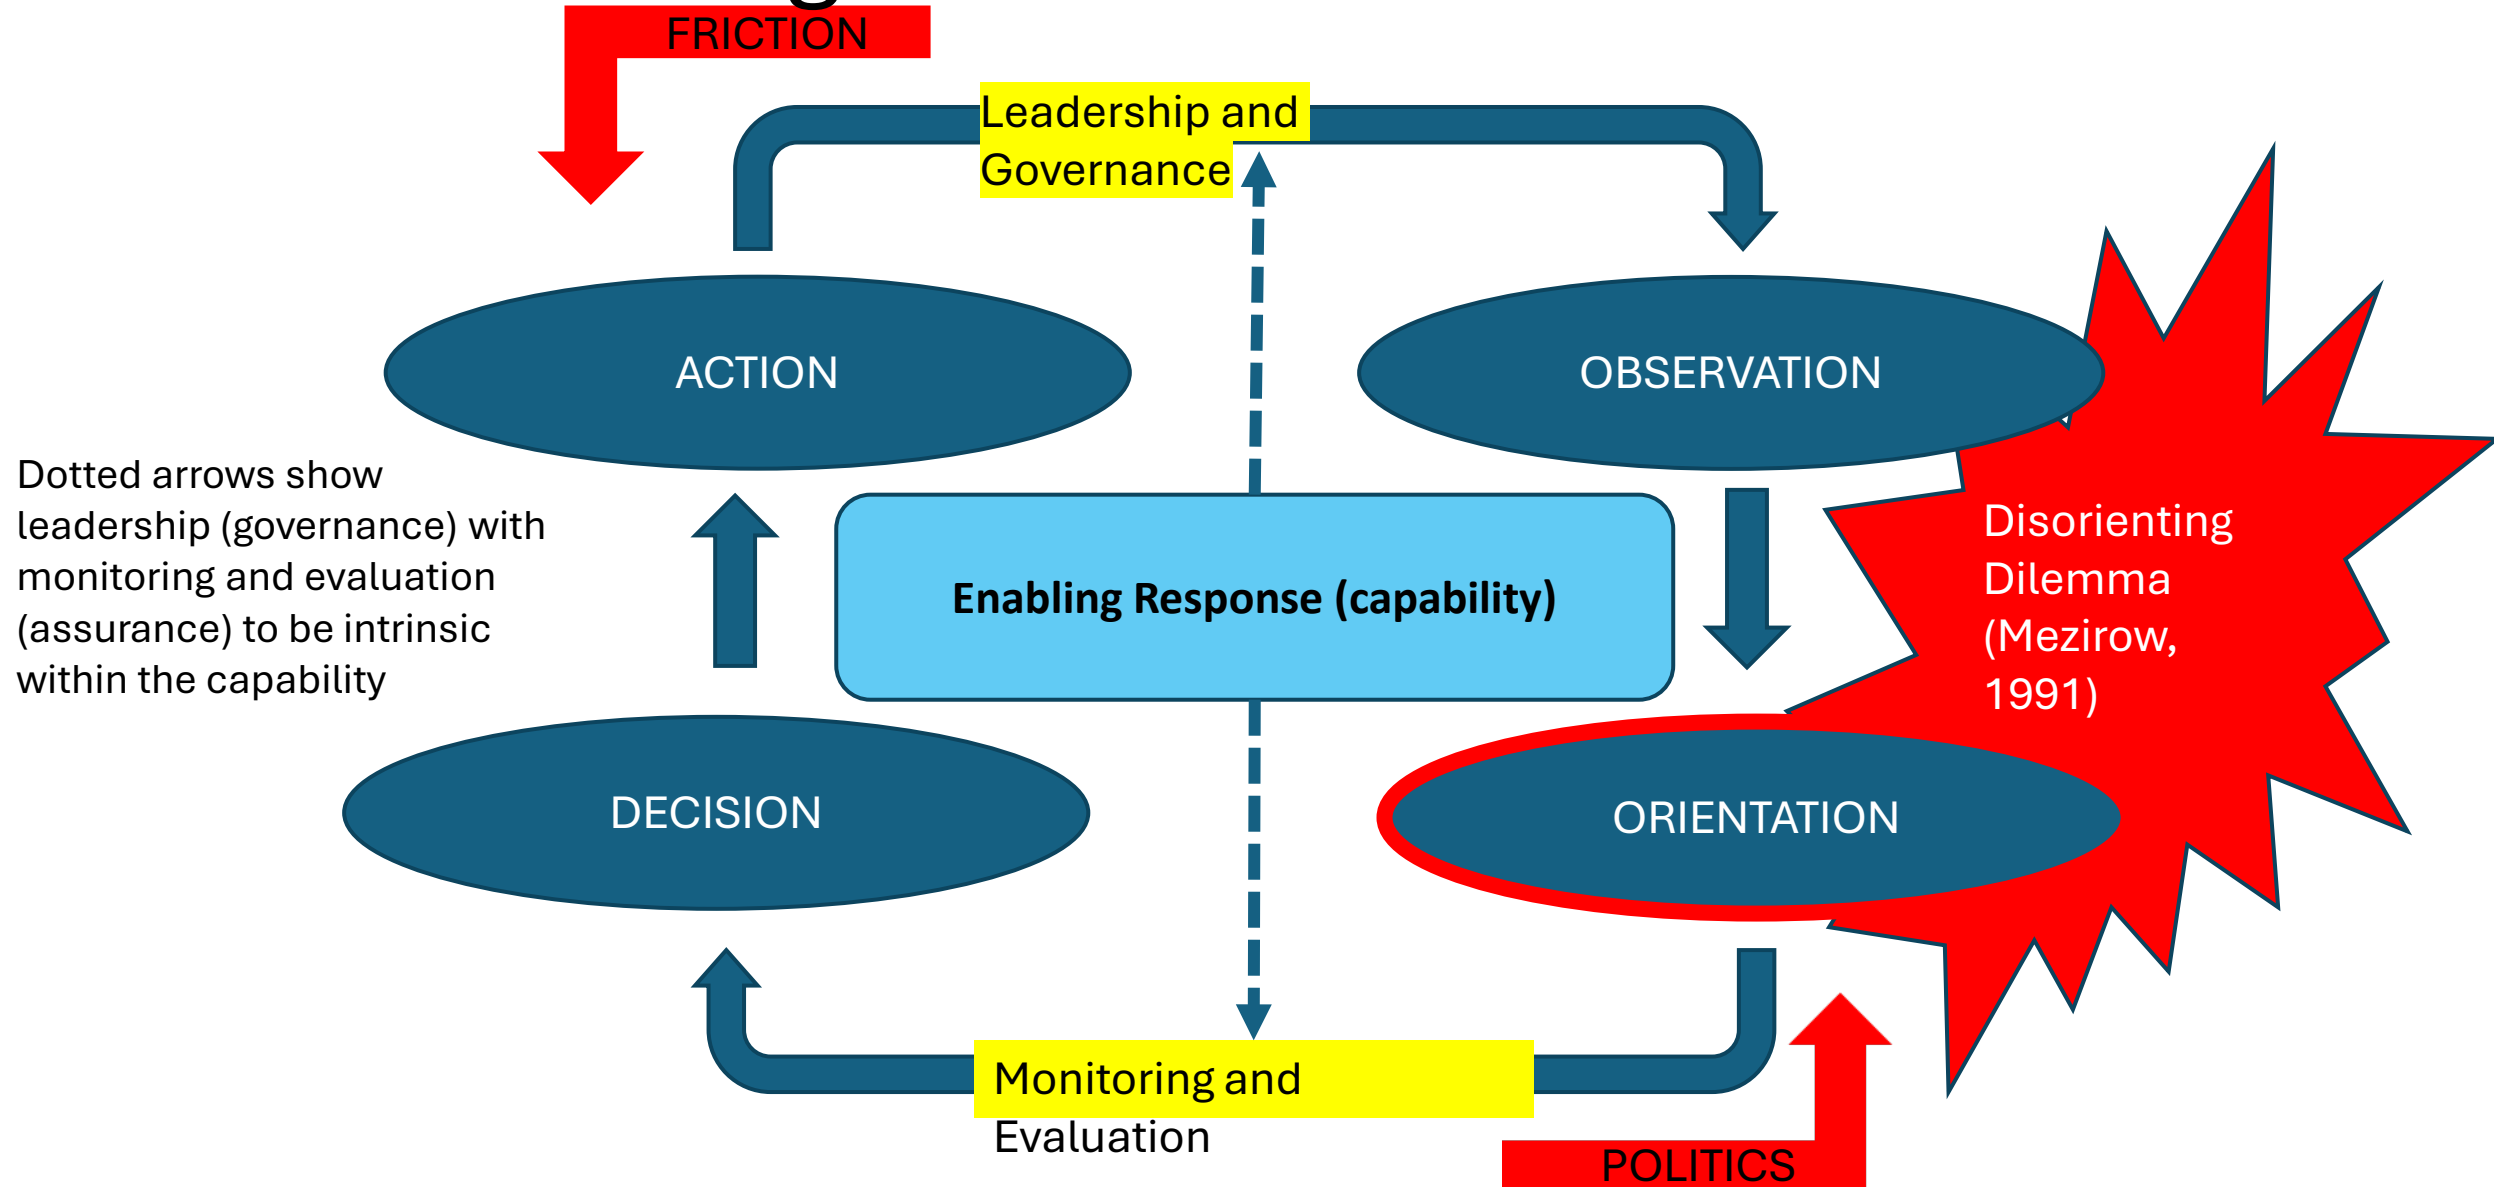 FRICTION
Leadership and
Governance
ACTION
OBSERVATION
Dotted arrows show
leadership (governance) with
monitoring and evaluation
(assurance) to be intrinsic
within the capability
Enabling Response (capability)
Disorienting
Dilemma
(Mezirow,
1991)
DECISION
ORIENTATION
Monitoring and
Evaluation
POLITICS